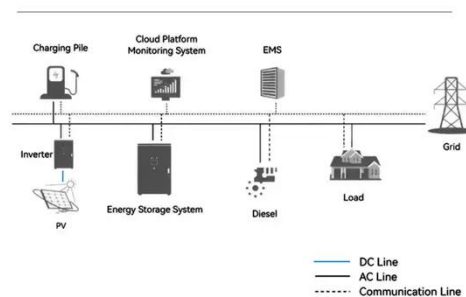 Cloud Platform
Monitoring System
Charging Pile
EMS
Grid
Inverter
PV
Energy Storage System
Diesel
Load
DC Line
AC Line
Communication Line